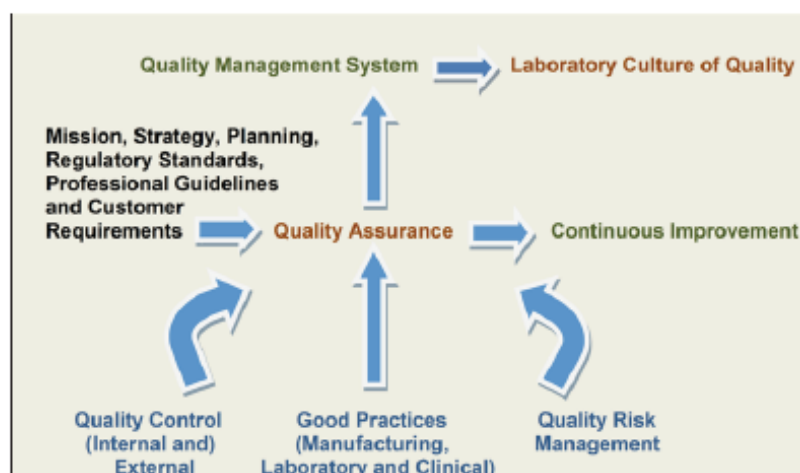 Quality Management System
Laboratory Culture of Quality
Mission, Strategy, Planning,
Regulatory Standards,
Professional Guidelines
and Customer
Requirements
Quality Assurance
Continuous Improvement
Quality Control
(Internal and)
External
Good Practices
(Manufacturing,
Laboratory and Clinical)
Quality Risk
Management